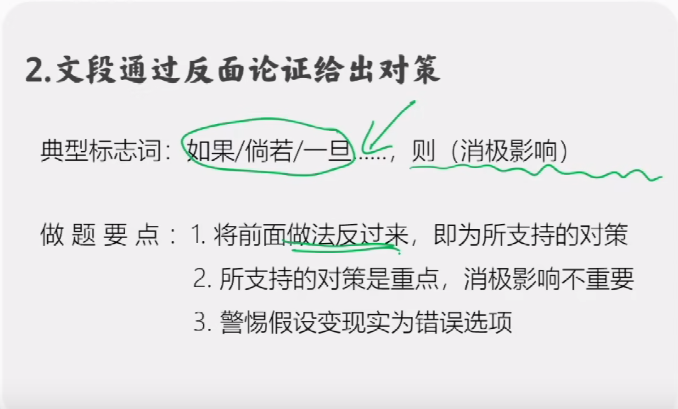 2.文段通过反面论证给出对策
典型标志词：如果/倘若/一旦……，则（消极影响）
做 题 要 点 ：1. 将前面做法反过来，即为所支持的对策
2. 所支持的对策是重点，消极影响不重要
3. 警惕假设变现实为错误选项